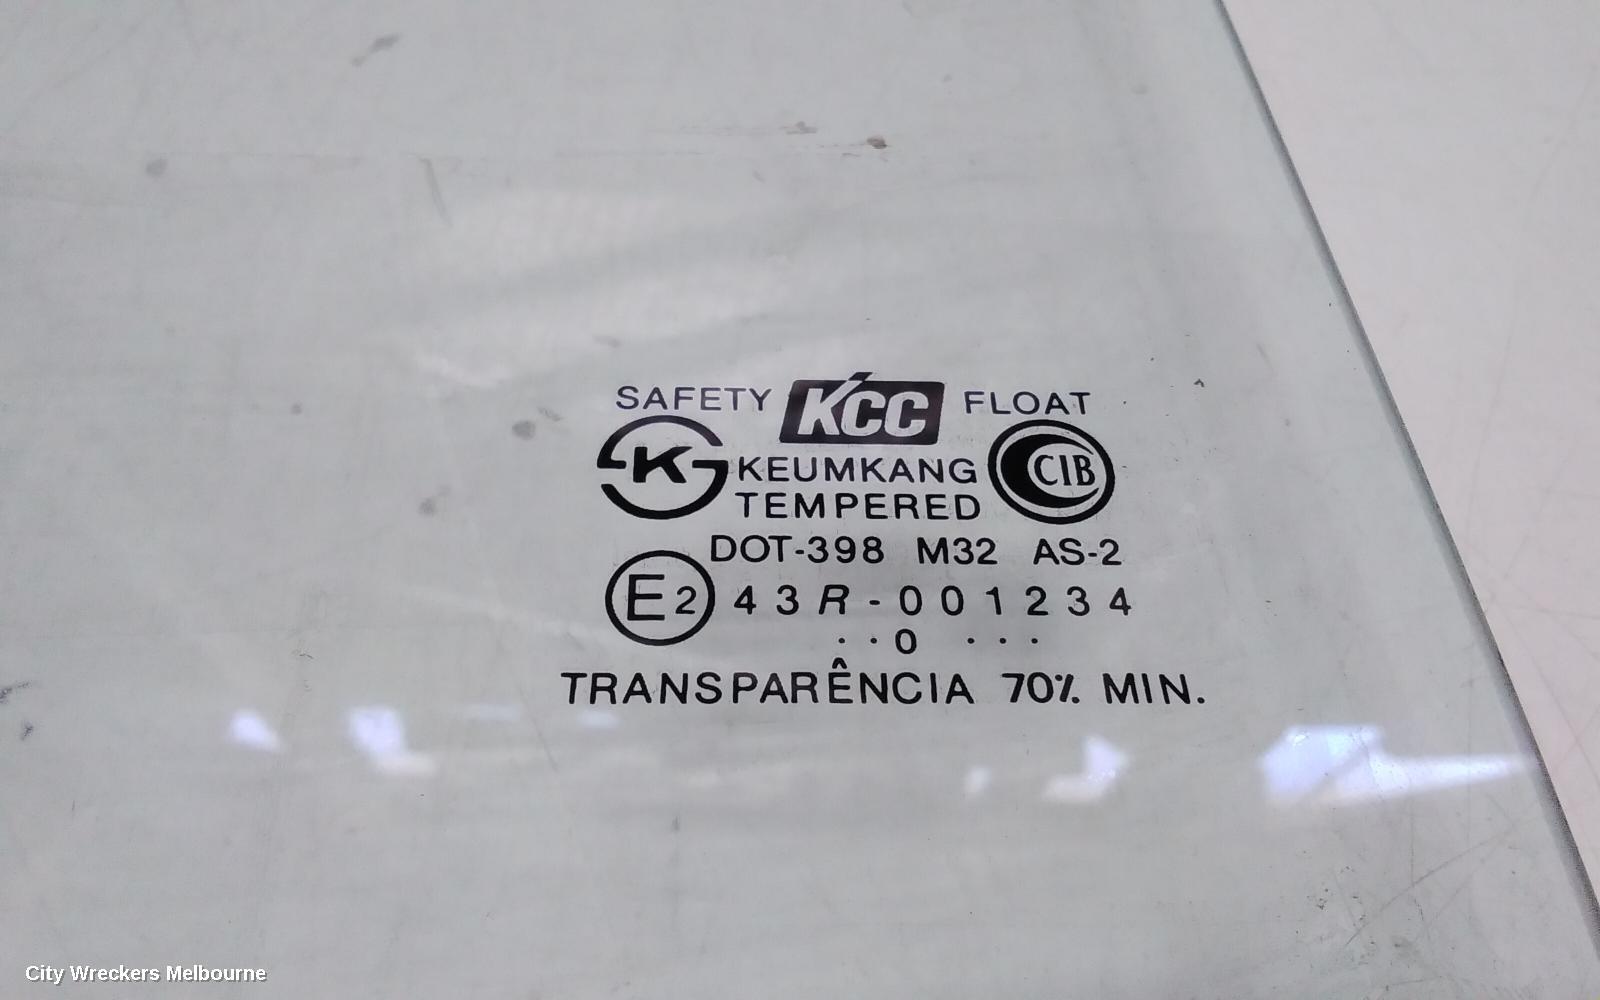 SAFETY KCC FLOAT
K KEUMKANG CIB
TEMPERED
DOT-398 M32 AS-2
E2 43R-001234
··0 ···
TRANSPARÊNCIA 70% MIN.
City Wreckers Melbourne